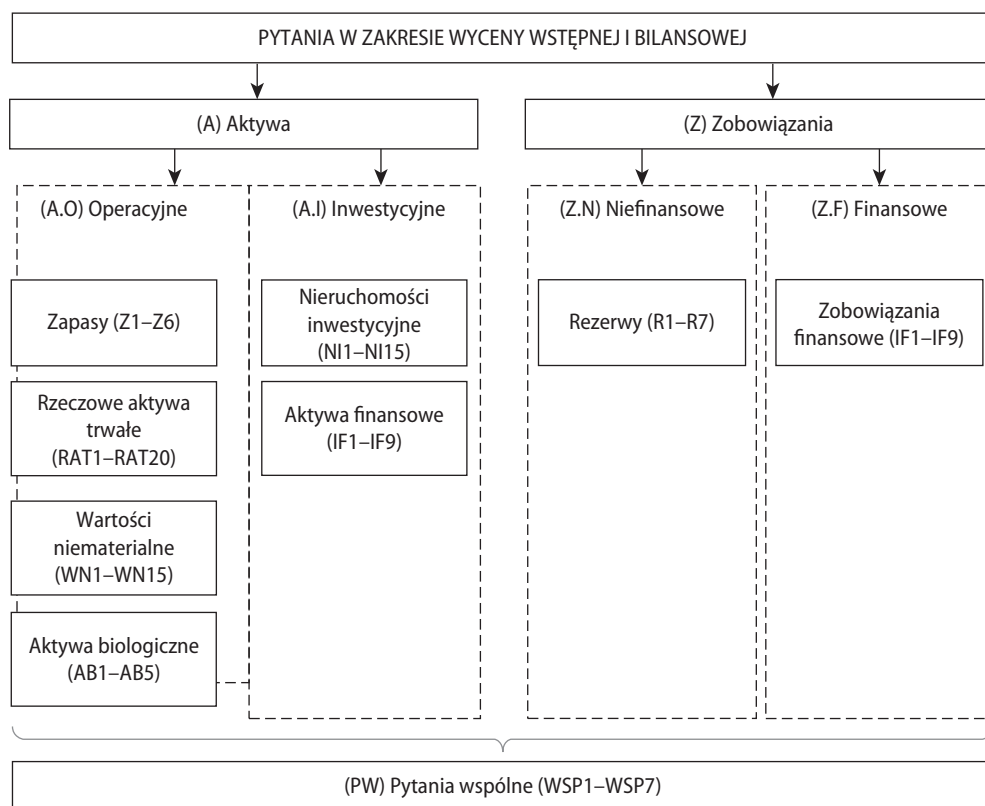 PYTANIA W ZAKRESIE WYCENY WSTĘPNEJ I BILANSOWEJ
(A) Aktywa
(Z) Zobowiązania
(A.O) Operacyjne
(A.I) Inwestycyjne
(Z.N) Niefinansowe
(Z.F) Finansowe
Zapasy (Z1–Z6)
Nieruchomości
inwestycyjne
(NI1–NI15)
Rezerwy (R1–R7)
Zobowiązania
finansowe (IF1–IF9)
Rzeczowe aktywa
trwałe
(RAT1–RAT20)
Aktywa finansowe
(IF1–IF9)
Wartości
niematerialne
(WN1–WN15)
Aktywa biologiczne
(AB1–AB5)
(PW) Pytania wspólne (WSP1–WSP7)